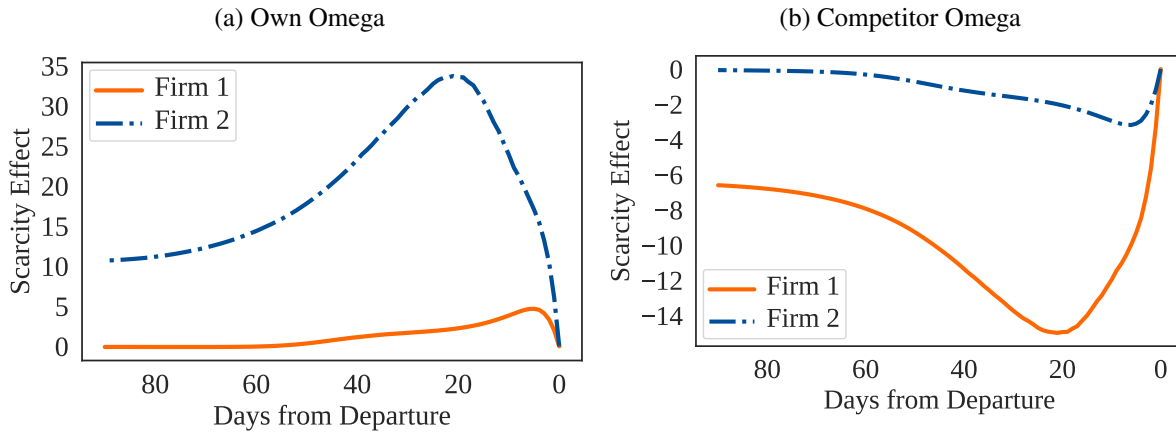 (a) Own Omega
35
30
25
20
15
10
5
0
Scarcity Effect
Firm 1
Firm 2
80
60
40
20
0
Days from Departure
(b) Competitor Omega
0
−2
−4
−6
−8
−10
−12
−14
Scarcity Effect
Firm 1
Firm 2
80
60
40
20
0
Days from Departure